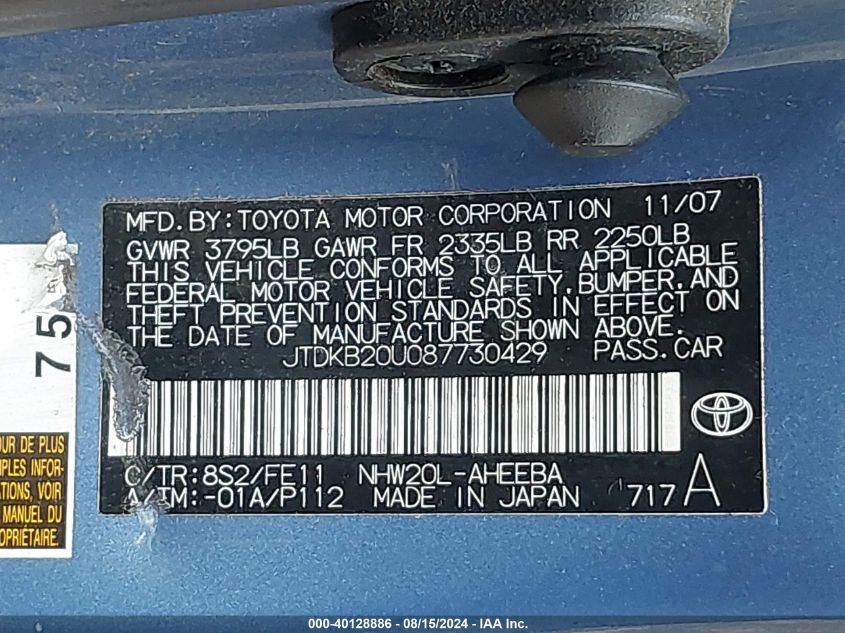 MFD.BY:TOYOTA MOTOR CORPORATION 11/07
GVWR 3795LB GAWR FR 2335LB RR 2250LB
THIS VEHICLE CONFORMS TO ALL APPLICABLE
FEDERAL MOTOR VEHICLE SAFETY,BUMPER,AND
THEFT PREVENTION STANDARDS IN EFFECT ON
THE DATE OF MANUFACTURE SHOWN ABOVE.
JTDKB20U087730429 PASS.CAR
C/TR:8S2/FE11 NHW20L-AHEEBA
A/TM:-01A/P112 MADE IN JAPAN 717A
75
OUR DE PLUS
PLES INFOR-
ATIONS, VOIR
MANUEL DU
OPRIÉTAIRE.
000-40128886 - 08/15/2024 - IAA Inc.